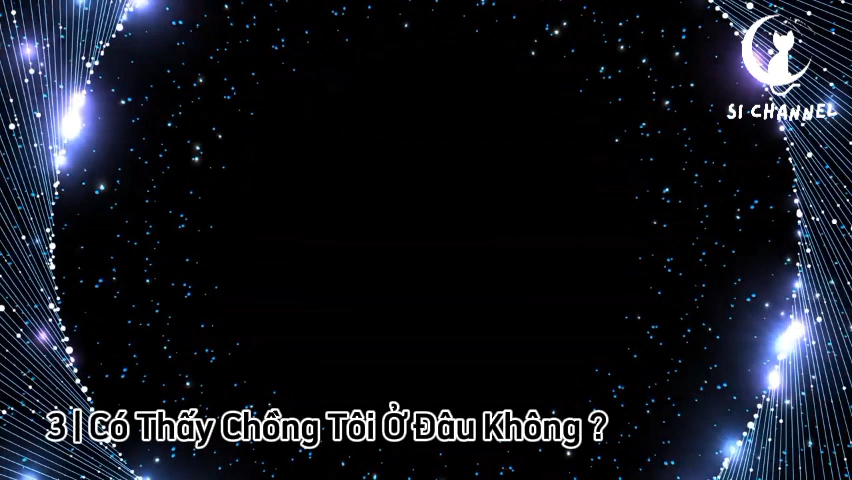 SI CHANNEL
3 | Có Thấy Chồng Tôi Ở Đâu Không ?